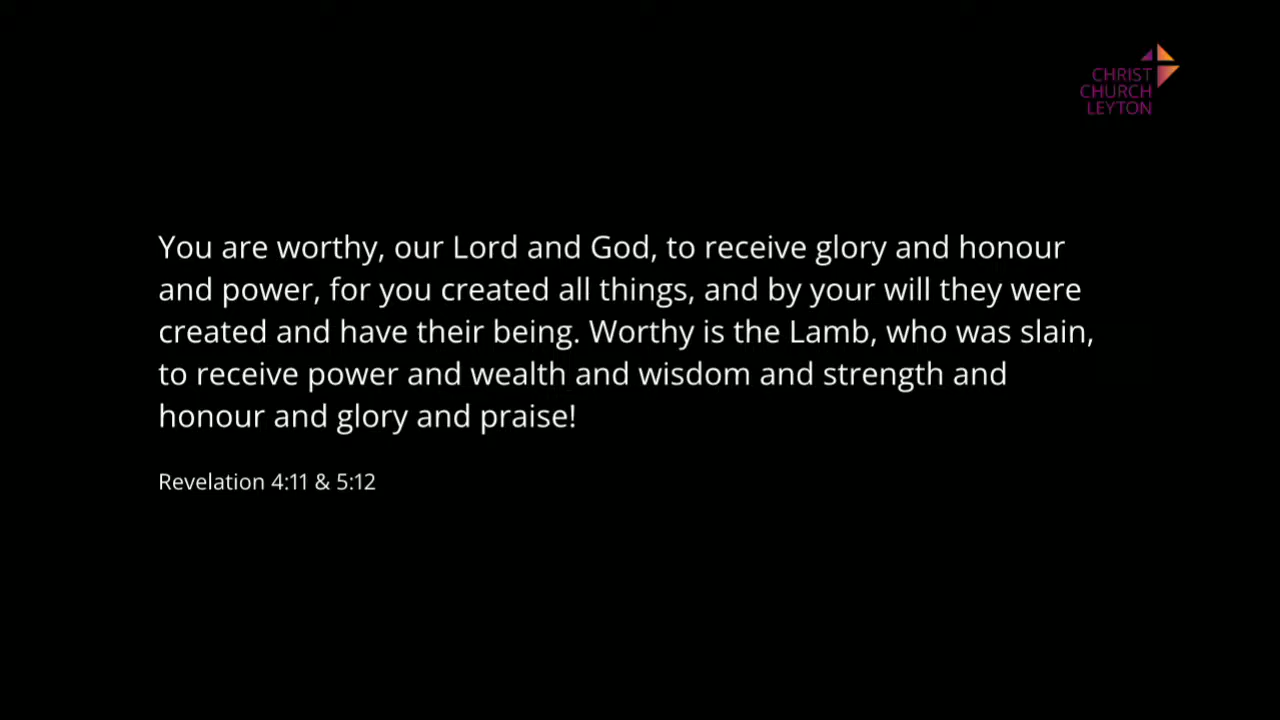 CHRIST
CHURCH
LEYTON
You are worthy, our Lord and God, to receive glory and honour
and power, for you created all things, and by your will they were
created and have their being. Worthy is the Lamb, who was slain,
to receive power and wealth and wisdom and strength and
honour and glory and praise!
Revelation 4:11 & 5:12